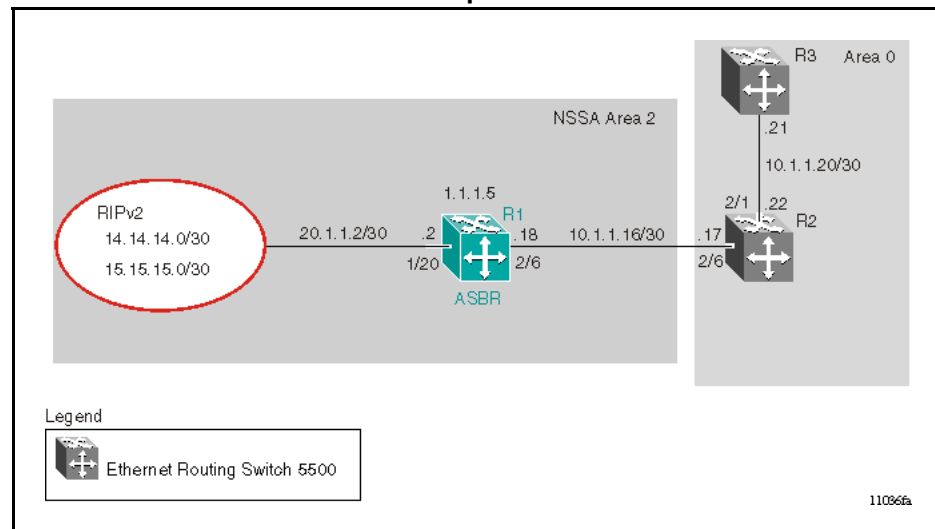 R3 Area 0
NSSA Area 2
.21
10.1.1.20/30
1.1.1.5
2/1 .22
RIPv2
R1
R2
14.14.14.0/30
20.1.1.2/30 .2 .18 10.1.1.16/30 .17
15.15.15.0/30
1/20 2/6 2/6
ASBR
Legend
Ethernet Routing Switch 5500
11036fa